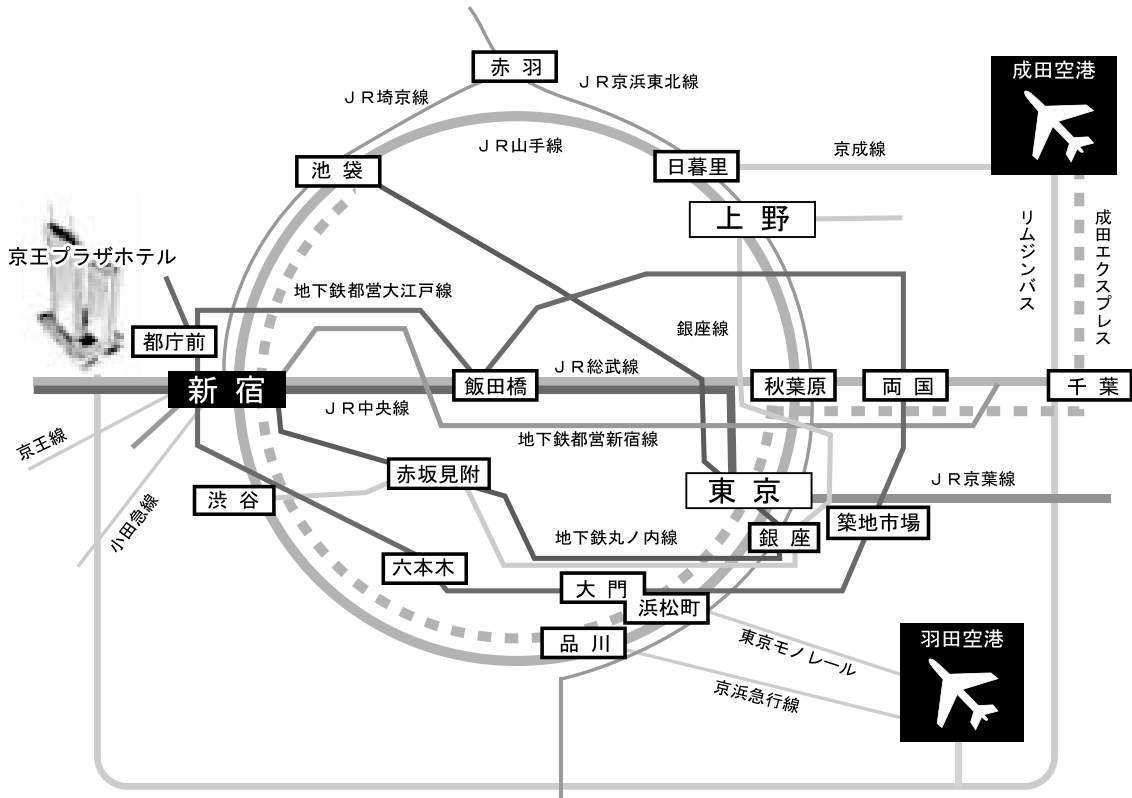 赤羽
ＪＲ京浜東北線
ＪＲ埼京線
成田空港
ＪＲ山手線
京成線
池袋
日暮里
上野
リムジンバス
成田エクスプレス
京王プラザホテル
地下鉄都営大江戸線
銀座線
都庁前
ＪＲ総武線
新宿
飯田橋
秋葉原
両国
千葉
ＪＲ中央線
京王線
地下鉄都営新宿線
赤坂見附
東京
ＪＲ京葉線
渋谷
小田急線
築地市場
地下鉄丸ノ内線
銀座
六本木
大門
浜松町
品川
東京モノレール
羽田空港
京浜急行線